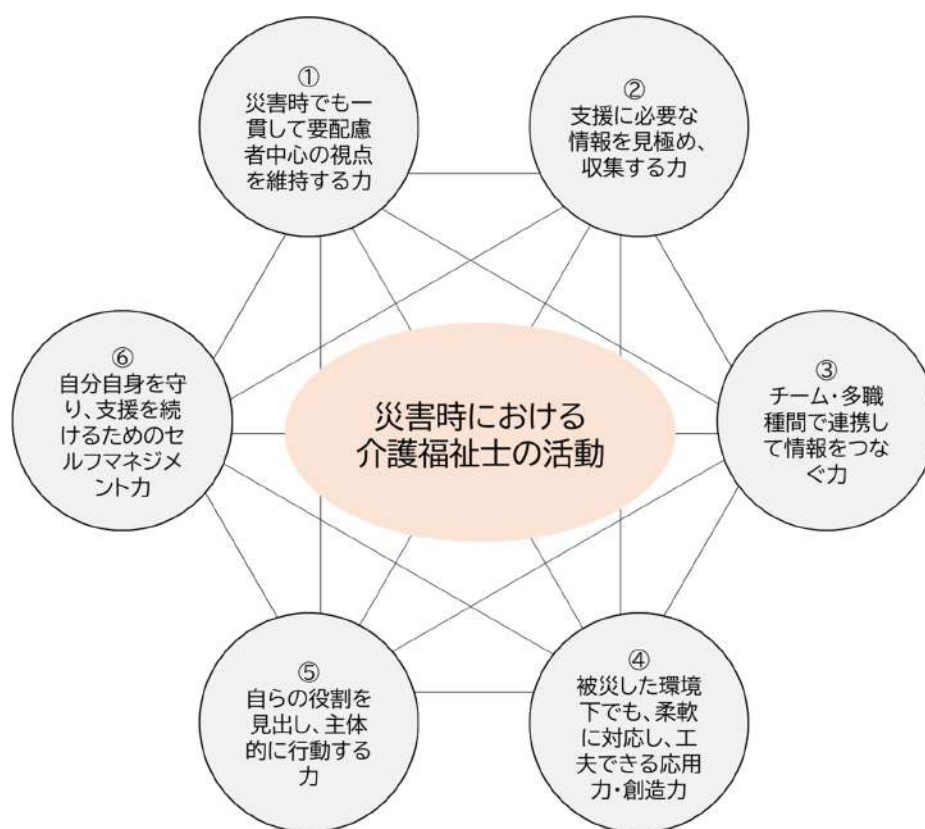 ①
災害時でも一
貫して要配慮
者中心の視点
を維持する力
②
支援に必要な
情報を見極め、
収集する力
⑥
自分自身を守
り、支援を続
けるためのセ
ルフマネジメ
ント力
災害時における
介護福祉士の活動
③
チーム・多職
種間で連携し
て情報をつな
ぐ力
⑤
自らの役割を
見出し、主体
的に行動する
力
④
被災した環境
下でも、柔軟
に対応し、工
夫できる応用
力・創造力